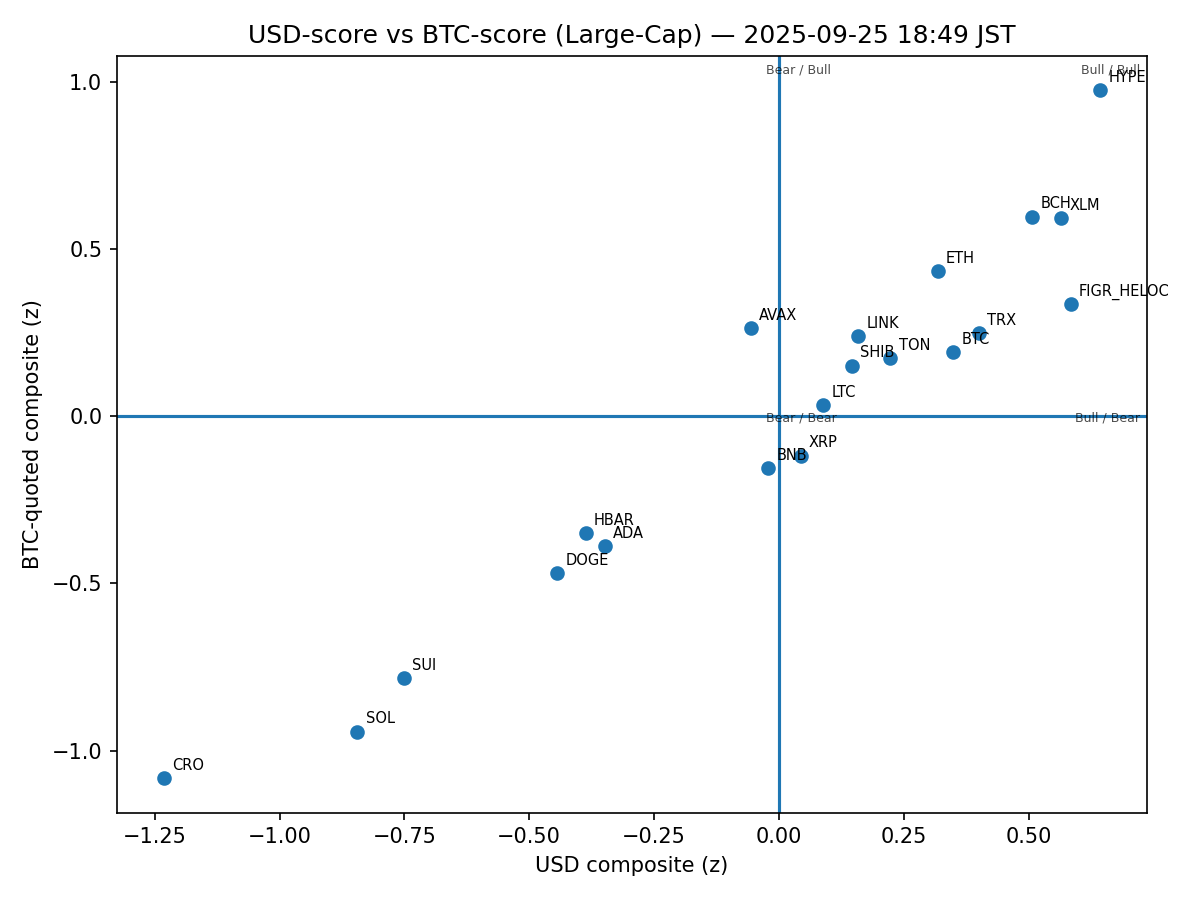 USD-score vs BTC-score (Large-Cap) — 2025-09-25 18:49 JST
Bear / Bull
Bull / Bull
HYPE
BCH
XLM
ETH
FIGR_HELOC
AVAX
LINK
TRX
BTC
SHIB
TON
LTC
Bear / Bear
Bull / Bear
XRP
BNB
HBAR
ADA
DOGE
SUI
SOL
CRO
1.0
0.5
0.0
−0.5
−1.0
BTC-quoted composite (z)
−1.25
−1.00
−0.75
−0.50
−0.25
0.00
0.25
0.50
USD composite (z)